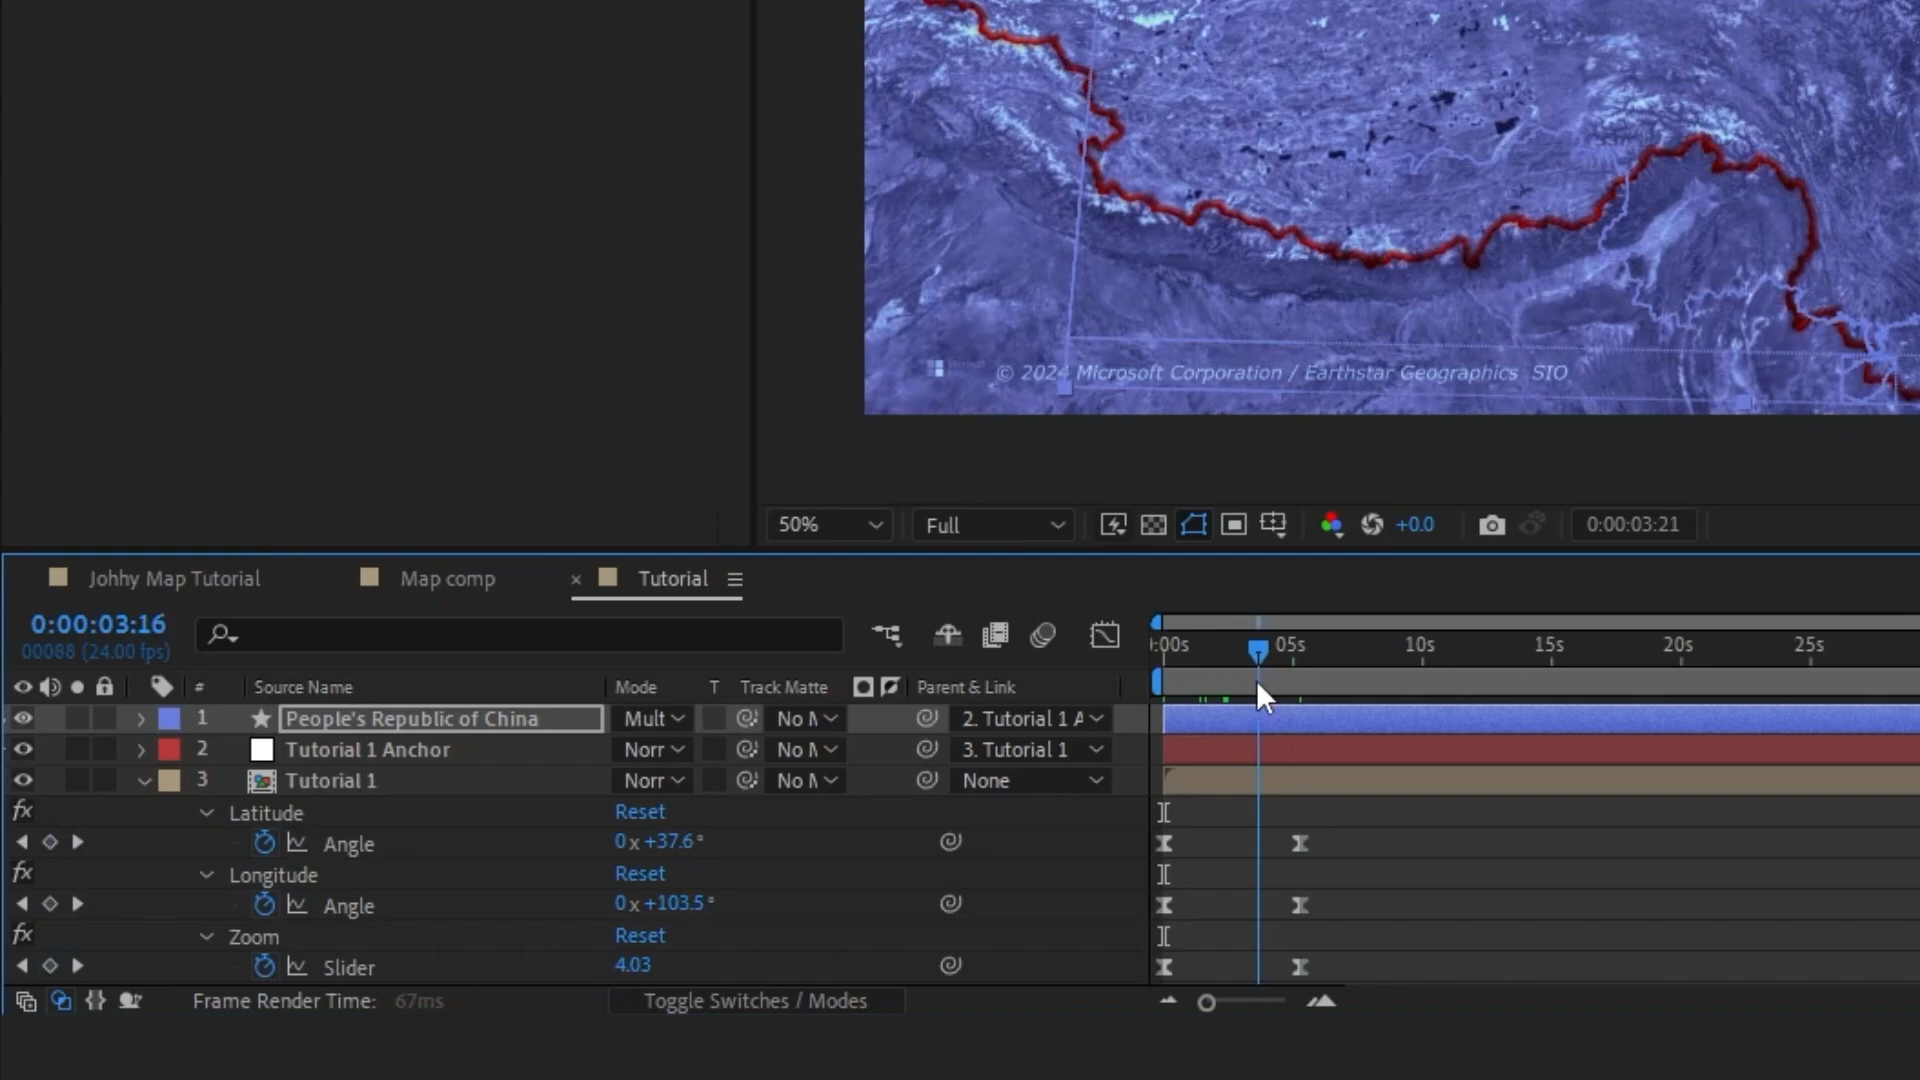 © 2024 Microsoft Corporation / Earthstar Geographics SIO
50% Full +0.0 0:00:03:21
Johhy Map Tutorial Map comp × Tutorial
0:00:03:16
00088 (24.00 fps)
:00s 05s 10s 15s 20s 25s
# Source Name Mode T Track Matte Parent & Link
1 People's Republic of China Mult No M 2. Tutorial 1 A
2 Tutorial 1 Anchor Norr No M 3. Tutorial 1
3 Tutorial 1 Norr No M None
fx Latitude Reset
Angle 0 x +37.6°
fx Longitude Reset
Angle 0 x +103.5°
fx Zoom Reset
Slider 4.03
Frame Render Time: 67ms Toggle Switches / Modes